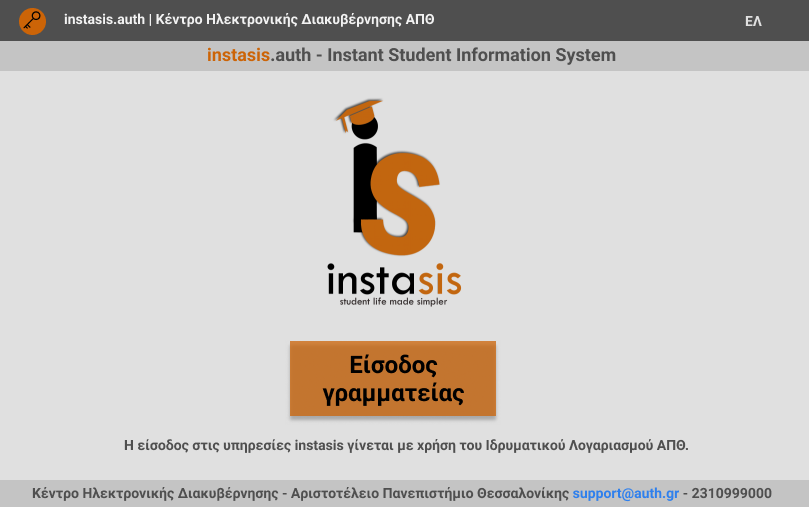 instasis.auth | Κέντρο Ηλεκτρονικής Διακυβέρνησης ΑΠΘ
ΕΛ
instasis.auth - Instant Student Information System
is
instasis
student life made simpler
Είσοδος
γραμματείας
Η είσοδος στις υπηρεσίες instasis γίνεται με χρήση του Ιδρυματικού Λογαριασμού ΑΠΘ.
Κέντρο Ηλεκτρονικής Διακυβέρνησης - Αριστοτέλειο Πανεπιστήμιο Θεσσαλονίκης support@auth.gr - 2310999000